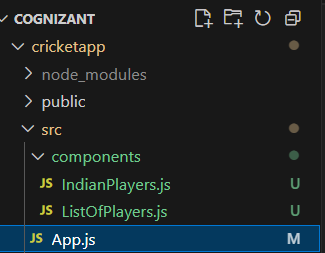 COGNIZANT
cricketapp
node_modules
public
src
components
JS IndianPlayers.js U
JS ListOfPlayers.js U
JS App.js M